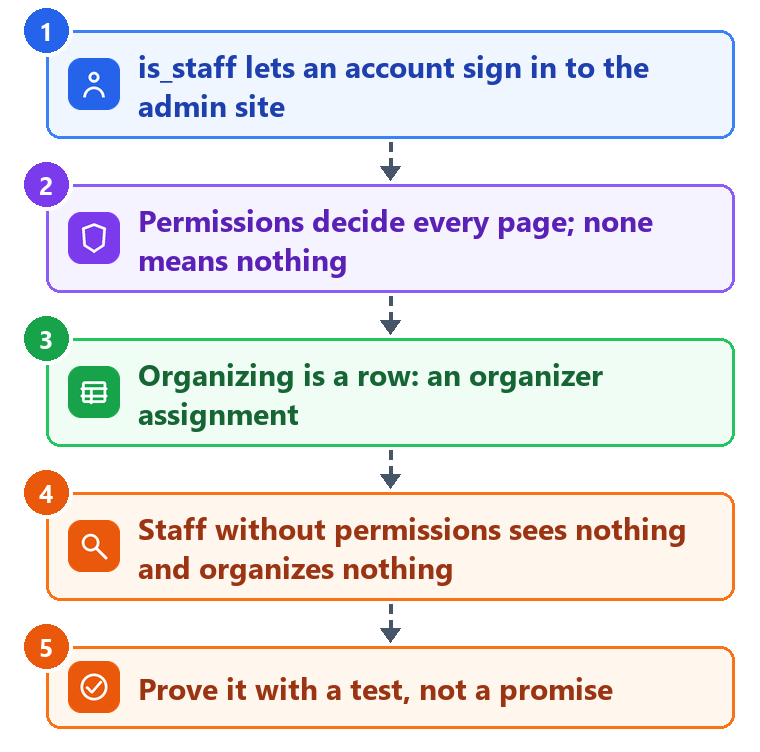 1
is_staff lets an account sign in to the
admin site
2
Permissions decide every page; none
means nothing
3
Organizing is a row: an organizer
assignment
4
Staff without permissions sees nothing
and organizes nothing
5
Prove it with a test, not a promise